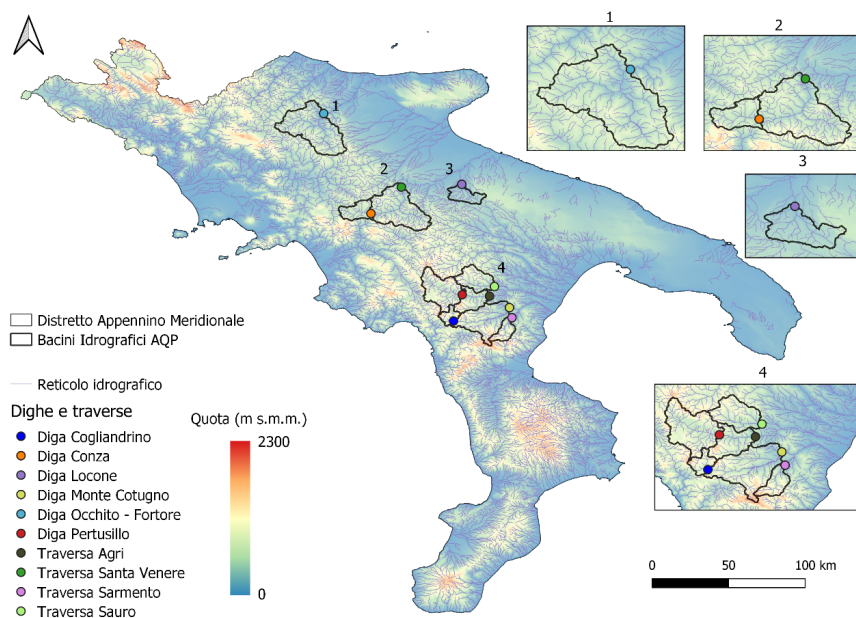 1
2
3
4
1
2
3
4
Distretto Appennino Meridionale
Bacini Idrografici AQP
Reticolo idrografico
Dighe e traverse
Diga Cogliandrino
Diga Conza
Diga Locone
Diga Monte Cotugno
Diga Occhito - Fortore
Diga Pertusillo
Traversa Agri
Traversa Santa Venere
Traversa Sarmento
Traversa Sauro
Quota (m s.m.m.)
2300
0
0 50 100 km